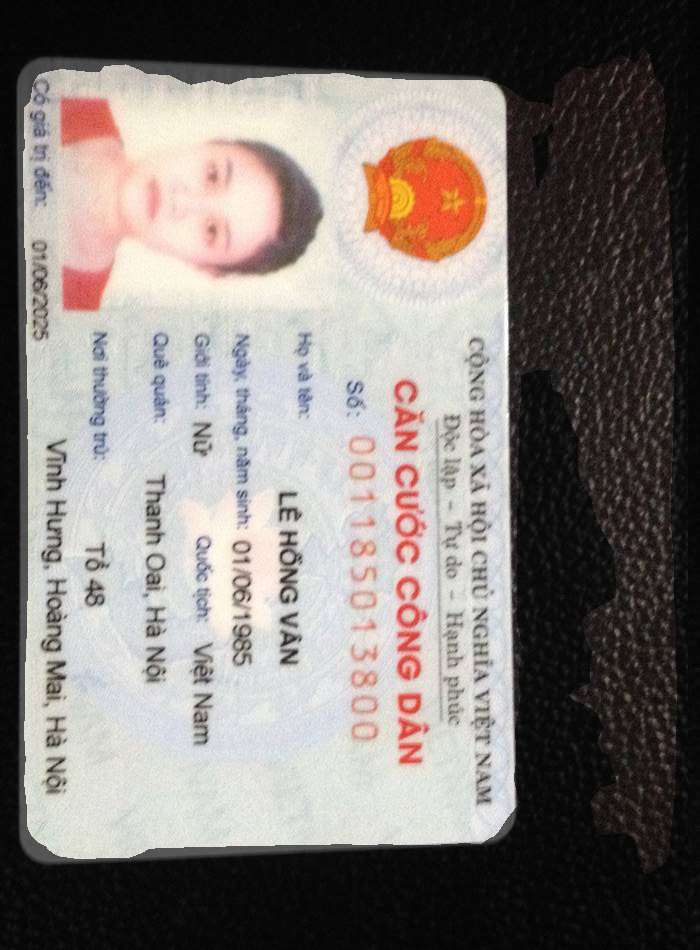 CỘNG HÒA XÃ HỘI CHỦ NGHĨA VIỆT NAM
Độc lập - Tự do - Hạnh phúc
CĂN CƯỚC CÔNG DÂN
Số: 001185013800
Họ và tên:
LÊ HỒNG VÂN
Ngày, tháng, năm sinh: 01/06/1985
Giới tính: Nữ Quốc tịch: Việt Nam
Quê quán:
Thanh Oai, Hà Nội
Nơi thường trú:
Tổ 48
Vĩnh Hưng, Hoàng Mai, Hà Nội
Có giá trị đến: 01/06/2025